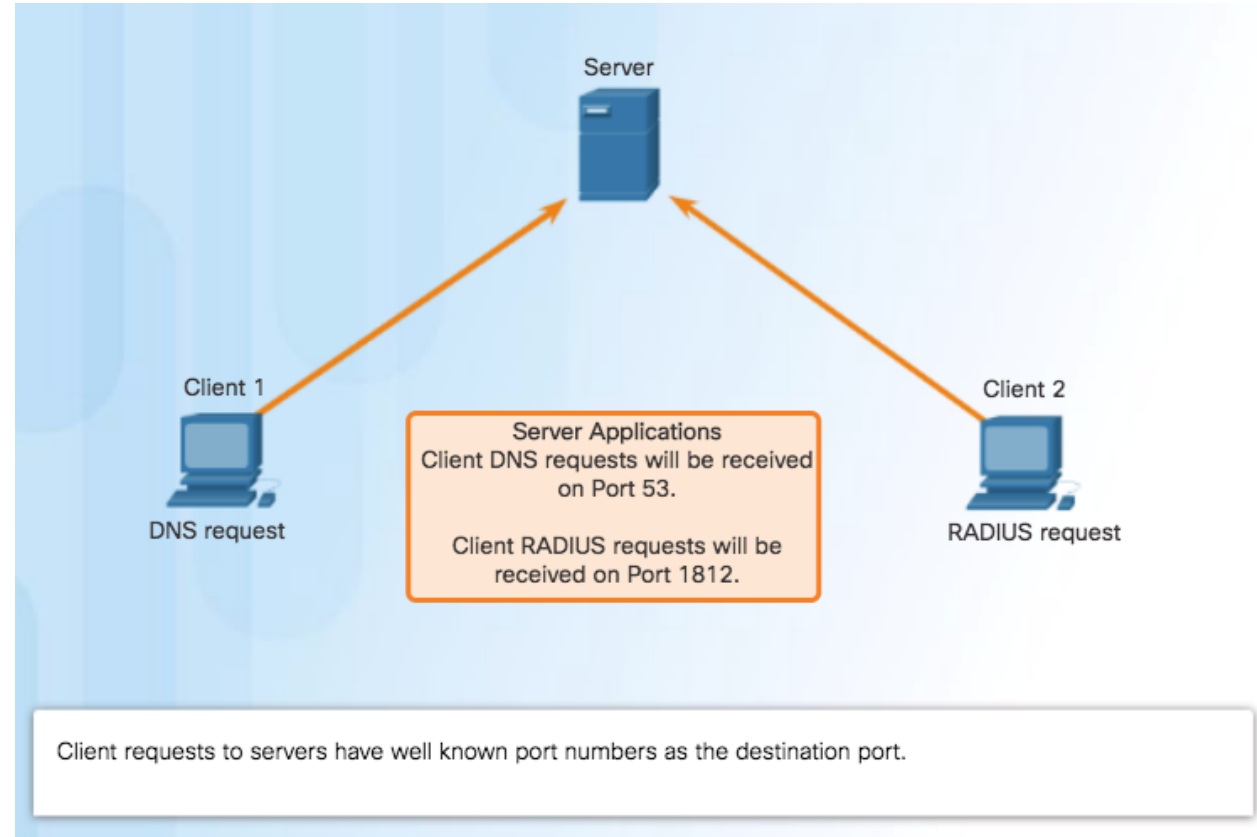 Server
Client 1
Client 2
Server Applications
Client DNS requests will be received
on Port 53.
Client RADIUS requests will be
received on Port 1812.
DNS request
RADIUS request
Client requests to servers have well known port numbers as the destination port.